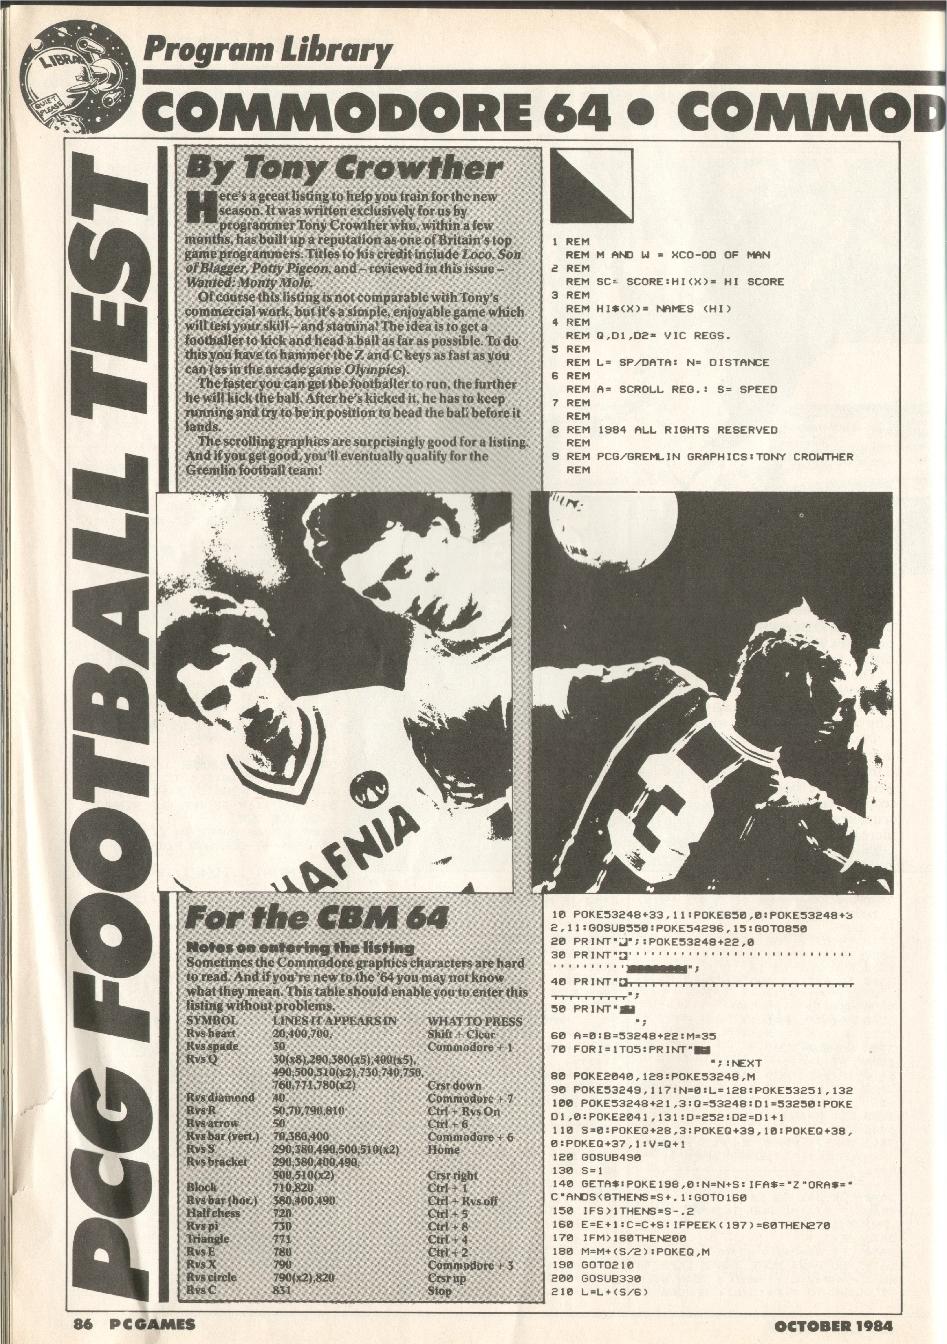 LIBRARY
QUIET PLEASE
Program Library
COMMODORE 64 • COMMOD
PCG FOOTBALL TEST
By Tony Crowther
Here's a great listing to help you train for the new
season. It was written exclusively for us by
programmer Tony Crowther who, within a few
months, has built up a reputation as one of Britain's top
game programmers. Titles to his credit include Loco, Son
of Blagger, Potty Pigeon, and – reviewed in this issue –
Wanted: Monty Mole.
Of course this listing is not comparable with Tony's
commercial work, but it's a simple, enjoyable game which
will test your skill – and stamina! The idea is to get a
footballer to kick and head a ball as far as possible. To do
this you have to hammer the Z and C keys as fast as you
can (as in the arcade game Olympics).
The faster you can get the footballer to run, the further
he will kick the ball. After he's kicked it, he has to keep
running and try to be in position to head the ball before it
lands.
The scrolling graphics are surprisingly good for a listing.
And if you get good, you'll eventually qualify for the
Gremlin football team!
1 REM
REM M AND W = XCO-OD OF MAN
2 REM
REM SC= SCORE:HI(X)= HI SCORE
3 REM
REM HI$(X)= NAMES (HI)
4 REM
REM Q,D1,D2= VIC REGS.
5 REM
REM L= SP/DATA: N= DISTANCE
6 REM
REM A= SCROLL REG.: S= SPEED
7 REM
REM
8 REM 1984 ALL RIGHTS RESERVED
REM
9 REM PCG/GREMLIN GRAPHICS:TONY CROWTHER
REM
HAFNIA
For the CBM 64
Notes on entering the listing
Sometimes the Commodore graphics characters are hard
to read. And if you're new to the '64 you may not know
what they mean. This table should enable you to enter this
listing without problems.
SYMBOL LINES IT APPEARS IN WHAT TO PRESS
Rvs heart 20,400,700, Shift + Clear
Rvs spade 30 Commodore + 1
Rvs Q 30(x8),290,380(x5),400(x5),
490,500,510(x2),730,740,750,
760,771,780(x2) Crsr down
Rvs diamond 40 Commodore + 7
Rvs R 50,70,790,810 Ctrl + Rvs On
Rvs arrow 50 Ctrl + 6
Rvs bar (vert.) 70,380,400 Commodore + 6
Rvs S 290,380,490,500,510(x2) Home
Rvs bracket 290,380,400,490,
500,510(x2) Crsr right
Block 710,820 Ctrl + 1
Rvs bar (hor.) 380,400,490 Ctrl + Rvs off
Half chess 720 Ctrl + 5
Rvs pi 730 Ctrl + 8
Triangle 771 Ctrl + 4
Rvs E 780 Ctrl + 2
Rvs X 790 Commodore + 3
Rvs circle 790(x2),820 Crsr up
Rvs C 831 Stop
10 POKE53248+33,11:POKE650,0:POKE53248+3
2,11:GOSUB550:POKE54296,15:GOTO850
20 PRINT"";:POKE53248+22,0
30 PRINT"''''''''''''''''''''''''''''
'''''''''";
40 PRINT"
";
50 PRINT"
";
60 A=0:B=53248+22:M=35
70 FORI=1TO5:PRINT"
";:NEXT
80 POKE2040,128:POKE53248,M
90 POKE53249,117:N=0:L=128:POKE53251,132
100 POKE53248+21,3:Q=53248:D1=53250:POKE
D1,0:POKE2041,131:D=252:D2=D1+1
110 S=0:POKEQ+28,3:POKEQ+39,10:POKEQ+38,
0:POKEQ+37,1:V=Q+1
120 GOSUB490
130 S=1
140 GETA$:POKE198,0:N=N+S:IFA$="Z"ORA$="
C"ANDS<8THENS=S+.1:GOTO160
150 IFS>1THENS=S-.2
160 E=E+1:C=C+S:IFPEEK(197)=60THEN270
170 IFM>160THEN200
180 M=M+(S/2):POKEQ,M
190 GOTO210
200 GOSUB330
210 L=L+(S/6)
86 PCGAMES
OCTOBER 1984